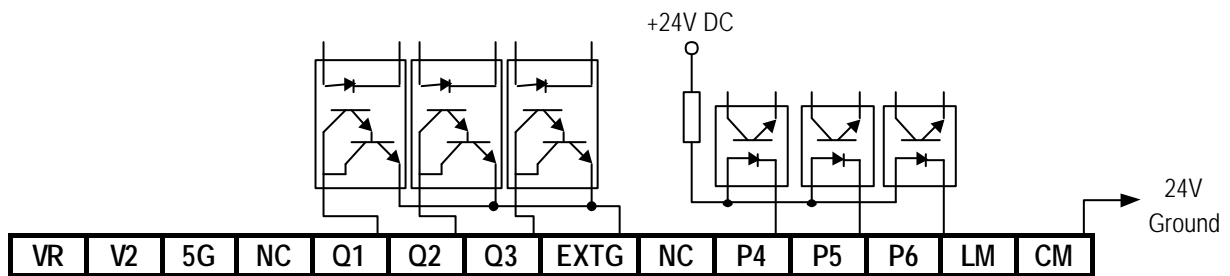 +24V DC
24V
Ground
VR V2 5G NC Q1 Q2 Q3 EXTG NC P4 P5 P6 LM CM